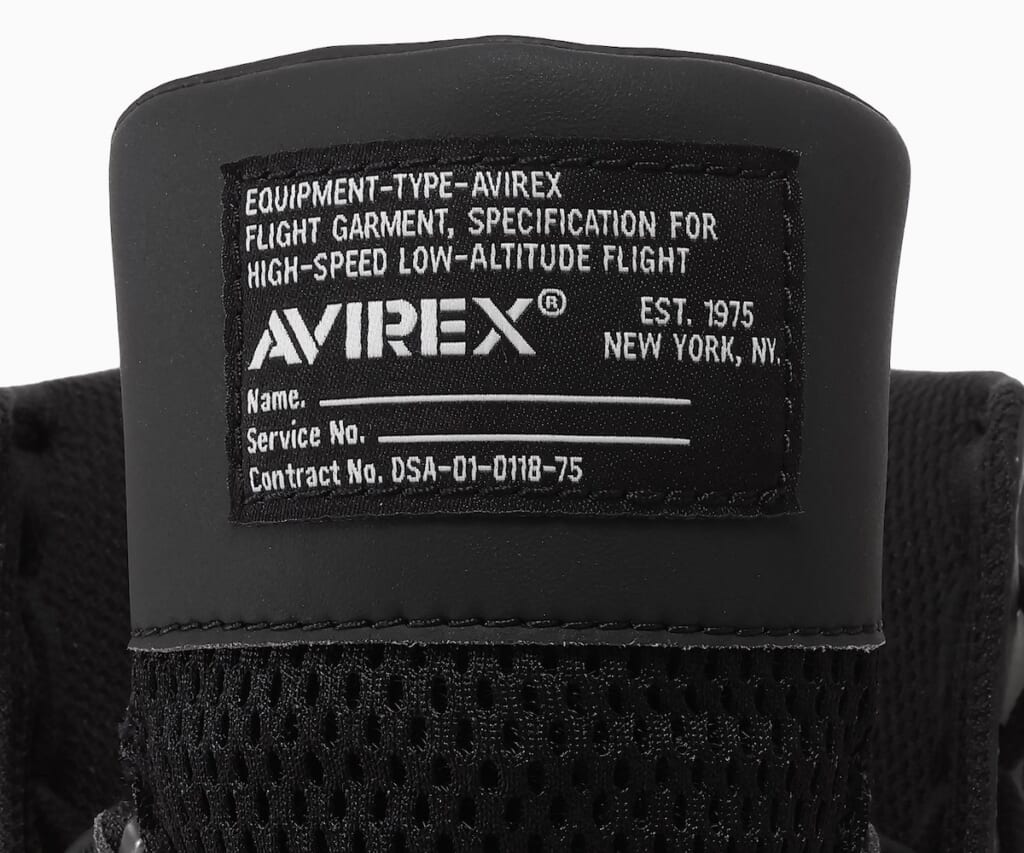 EQUIPMENT-TYPE-AVIREX
FLIGHT GARMENT, SPECIFICATION FOR
HIGH-SPEED LOW-ALTITUDE FLIGHT
AVIREX®
EST. 1975
NEW YORK, NY.
Name.
Service No.
Contract No. DSA-01-0118-75